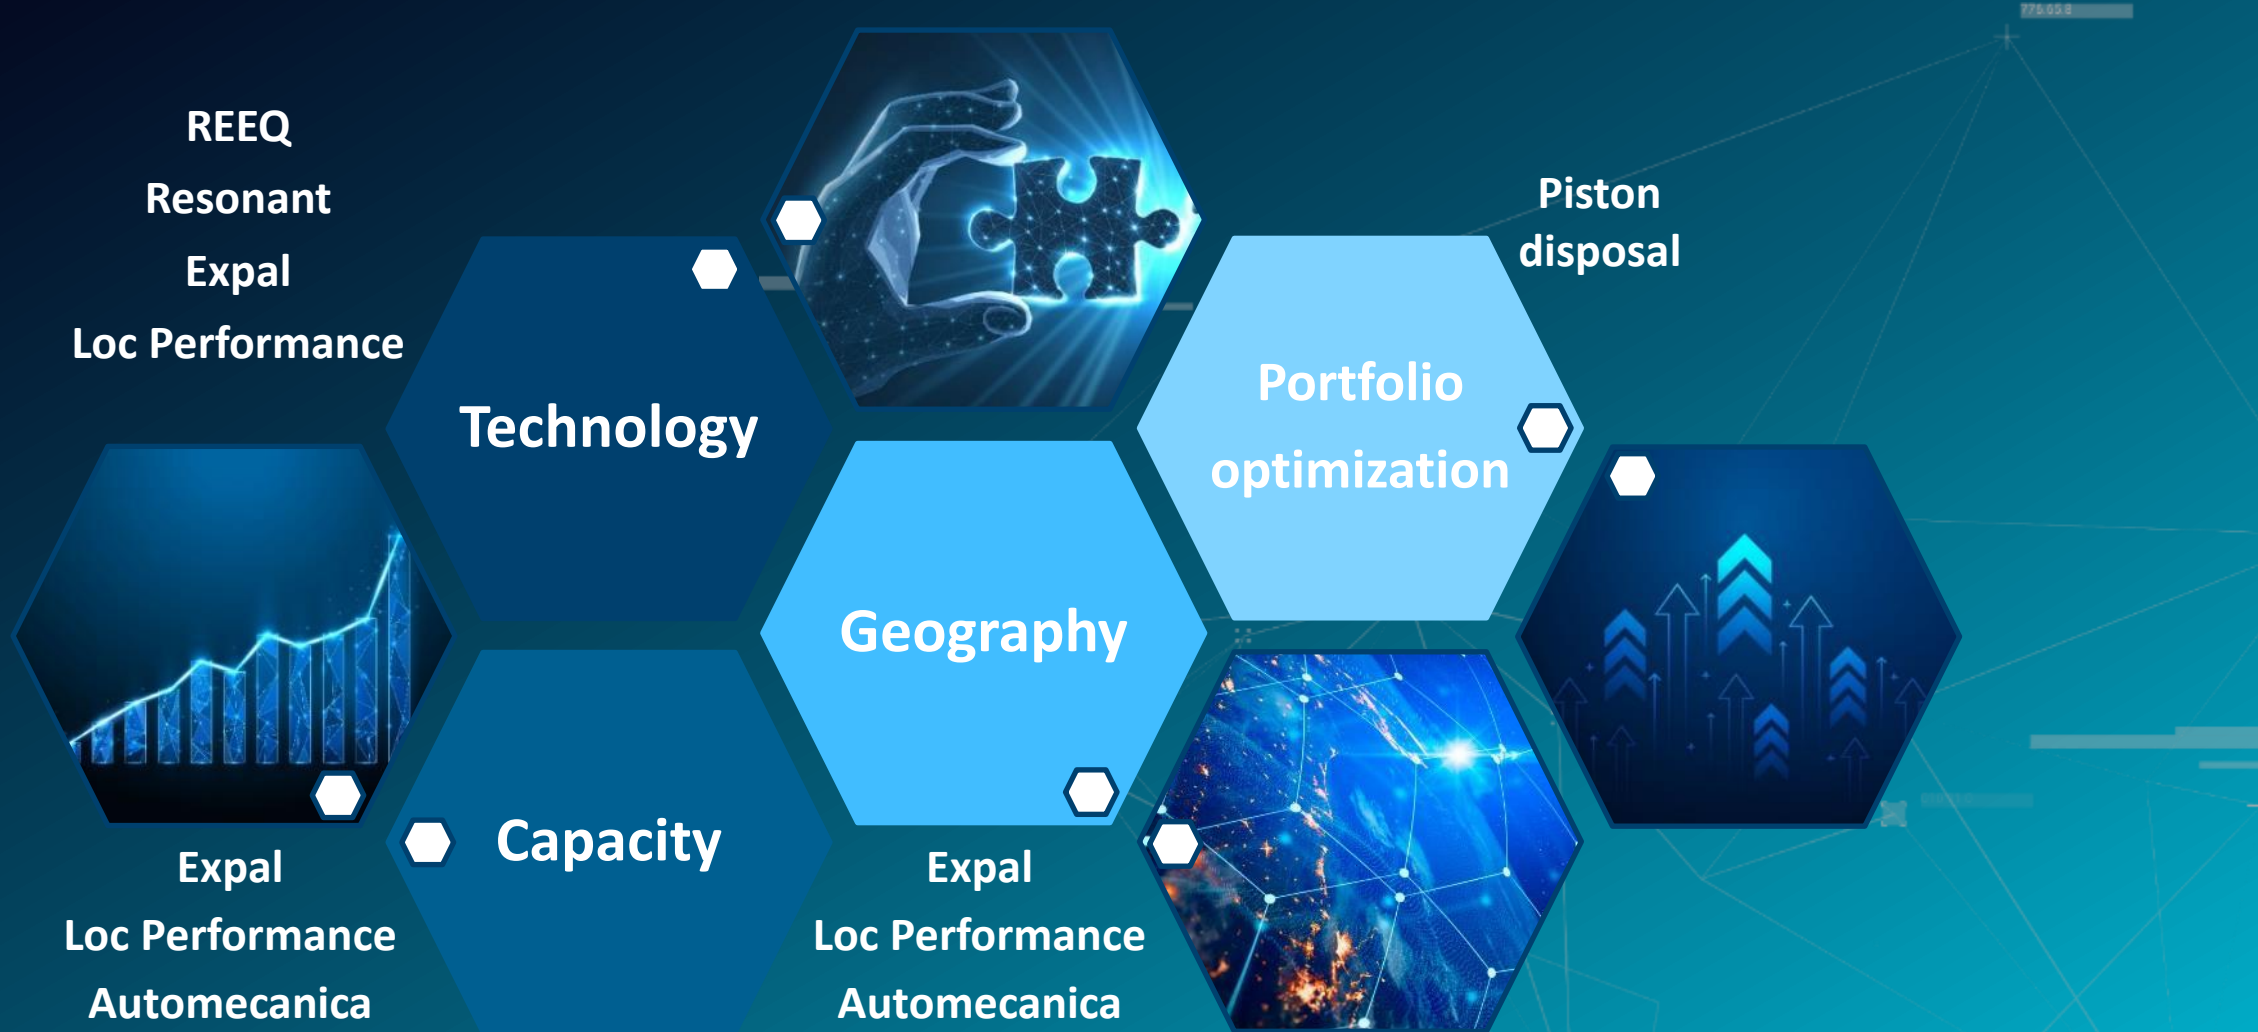 REEQ
Resonant
Expal
Loc Performance
Technology
Piston
disposal
Portfolio
optimization
Geography
Capacity
Expal
Loc Performance
Automecanica
Expal
Loc Performance
Automecanica